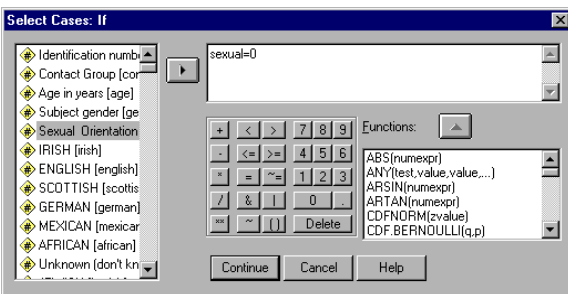 Select Cases: If
Identification numb
Contact Group [cor
Age in years [age]
Subject gender [ge
Sexual Orientation
IRISH [irish]
ENGLISH [english]
SCOTTISH [scottis
GERMAN [german]
MEXICAN [mexicar
AFRICAN [african]
Unknown (don't kn
sexual=0
+ < > 7 8 9
- <= >= 4 5 6
* = ~= 1 2 3
/ & | 0 .
** ~ () Delete
Functions:
ABS(numexpr)
ANY(test,value,value,...)
ARSIN(numexpr)
ARTAN(numexpr)
CDFNORM(zvalue)
CDF.BERNOULLI(q,p)
Continue Cancel Help